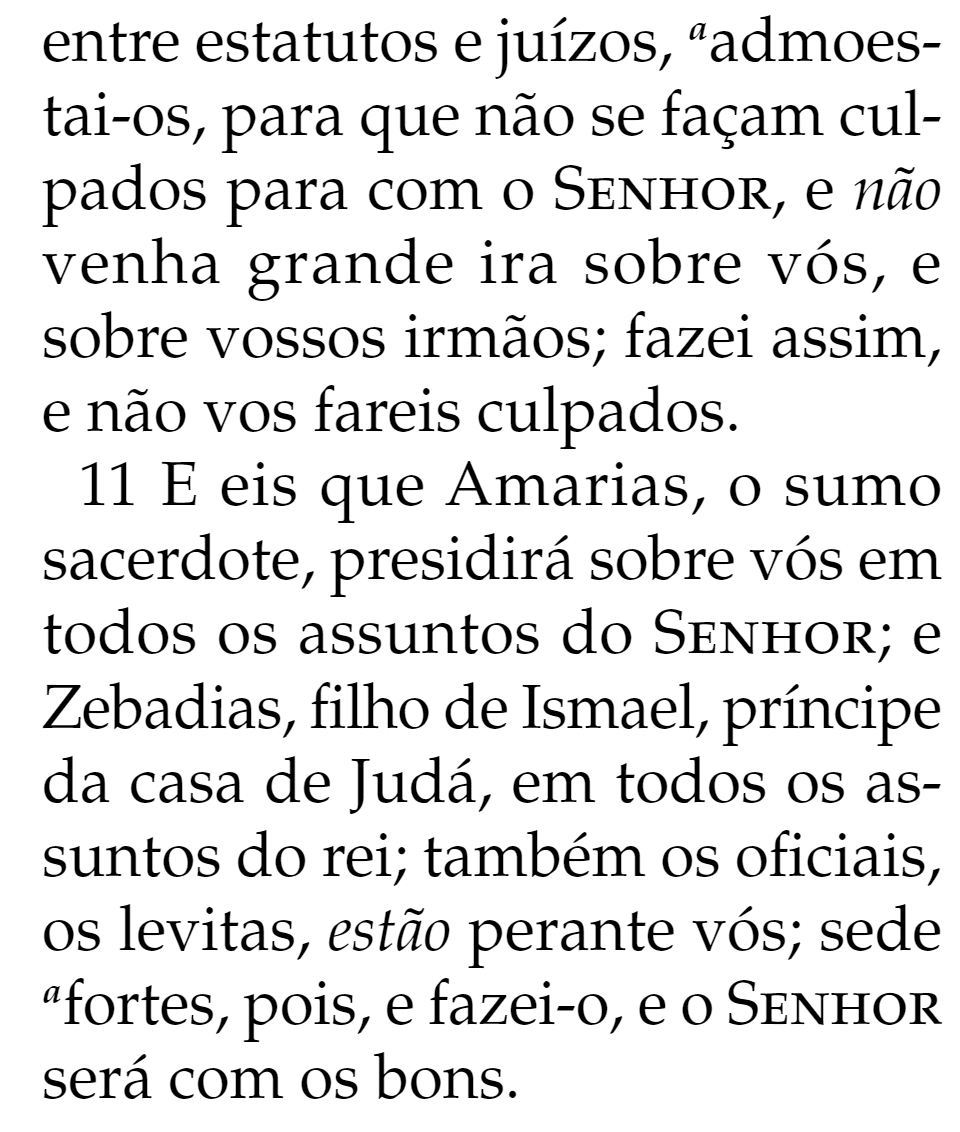 entre estatutos e juízos, ᵃadmoes-
tai-os, para que não se façam cul-
pados para com o SENHOR, e não
venha grande ira sobre vós, e
sobre vossos irmãos; fazei assim,
e não vos fareis culpados.
11 E eis que Amarias, o sumo
sacerdote, presidirá sobre vós em
todos os assuntos do SENHOR; e
Zebadias, filho de Ismael, príncipe
da casa de Judá, em todos os as-
suntos do rei; também os oficiais,
os levitas, estão perante vós; sede
ᵃfortes, pois, e fazei-o, e o SENHOR
será com os bons.